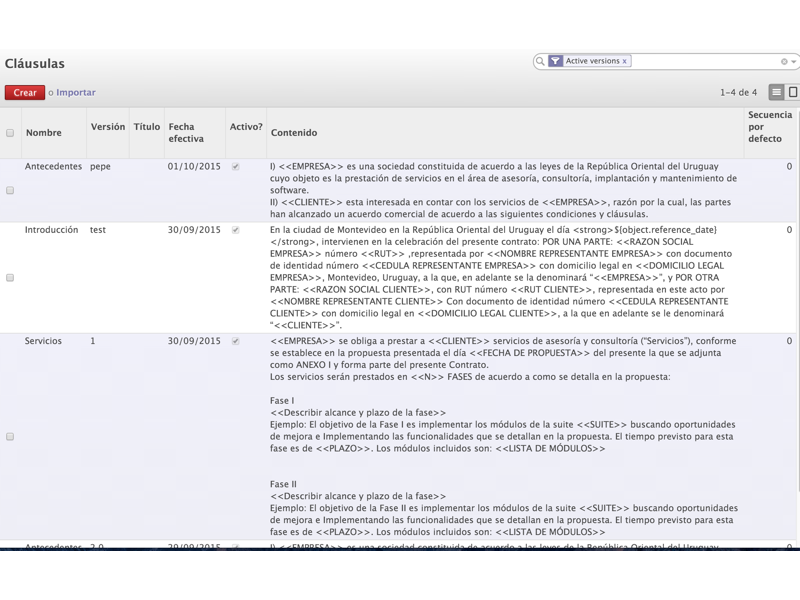 Cláusulas
Active versions x
Crear o Importar
1-4 de 4
Nombre Versión Título Fecha efectiva Activo? Contenido Secuencia por defecto
Antecedentes pepe 01/10/2015 I) <<EMPRESA>> es una sociedad constituida de acuerdo a las leyes de la República Oriental del Uruguay 0
cuyo objeto es la prestación de servicios en el área de asesoría, consultoría, implantación y mantenimiento de
software.
II) <<CLIENTE>> esta interesada en contar con los servicios de <<EMPRESA>>, razón por la cual, las partes
han alcanzado un acuerdo comercial de acuerdo a las siguientes condiciones y cláusulas.
Introducción test 30/09/2015 En la ciudad de Montevideo en la República Oriental del Uruguay el día <strong>${object.reference_date} 0
</strong>, intervienen en la celebración del presente contrato: POR UNA PARTE: <<RAZON SOCIAL
EMPRESA>> número <<RUT>> ,representada por <<NOMBRE REPRESENTANTE EMPRESA>> con documento
de identidad número <<CEDULA REPRESENTANTE EMPRESA>> con domicilio legal en <<DOMICILIO LEGAL
EMPRESA>>, Montevideo, Uruguay, a la que, en adelante se la denominará “<<EMPRESA>>”, y POR OTRA
PARTE: <<RAZON SOCIAL CLIENTE>>, con RUT número <<RUT CLIENTE>>, representada en este acto por
<<NOMBRE REPRESENTANTE CLIENTE>> Con documento de identidad número <<CEDULA REPRESENTANTE
CLIENTE>> con domicilio legal en <<DOMICILIO LEGAL CLIENTE>>, a la que en adelante se le denominará
“<<CLIENTE>>”.
Servicios 1 30/09/2015 <<EMPRESA>> se obliga a prestar a <<CLIENTE>> servicios de asesoría y consultoría (“Servicios”), conforme 0
se establece en la propuesta presentada el día <<FECHA DE PROPUESTA>> del presente la que se adjunta
como ANEXO I y forma parte del presente Contrato.
Los servicios serán prestados en <<N>> FASES de acuerdo a como se detalla en la propuesta:
Fase I
<<Describir alcance y plazo de la fase>>
Ejemplo: El objetivo de la Fase I es implementar los módulos de la suite <<SUITE>> buscando oportunidades
de mejora e Implementando las funcionalidades que se detallan en la propuesta. El tiempo previsto para esta
fase es de <<PLAZO>>. Los módulos incluidos son: <<LISTA DE MÓDULOS>>
Fase II
<<Describir alcance y plazo de la fase>>
Ejemplo: El objetivo de la Fase II es implementar los módulos de la suite <<SUITE>> buscando oportunidades
de mejora e Implementando las funcionalidades que se detallan en la propuesta. El tiempo previsto para esta
fase es de <<PLAZO>>. Los módulos incluidos son: <<LISTA DE MÓDULOS>>
Antecedentes 2.0 29/09/2015 I) <<EMPRESA>> es una sociedad constituida de acuerdo a las leyes de la República Oriental del Uruguay 0